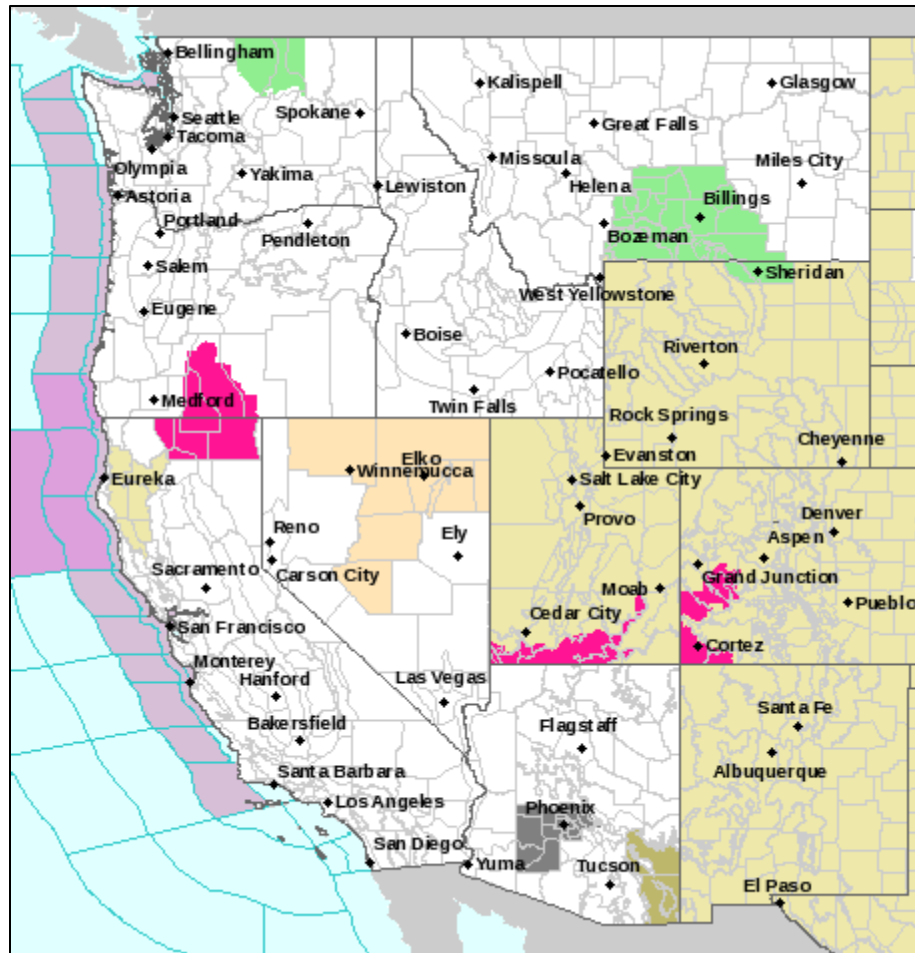 Bellingham
Kalispell
Glasgow
Seattle
Spokane
Great Falls
Tacoma
Olympia
Missoula
Miles City
Yakima
Helena
Lewiston
Astoria
Billings
Portland
Pendleton
Bozeman
Salem
Sheridan
West Yellowstone
Eugene
Boise
Riverton
Pocatello
Medford
Twin Falls
Rock Springs
Cheyenne
Elko
Evanston
Winnemucca
Eureka
Salt Lake City
Provo
Denver
Reno
Ely
Aspen
Carson City
Grand Junction
Sacramento
Moab
Pueblo
Cedar City
San Francisco
Cortez
Monterey
Hanford
Las Vegas
Santa Fe
Bakersfield
Flagstaff
Albuquerque
Santa Barbara
Los Angeles
Phoenix
San Diego
Yuma
Tucson
El Paso